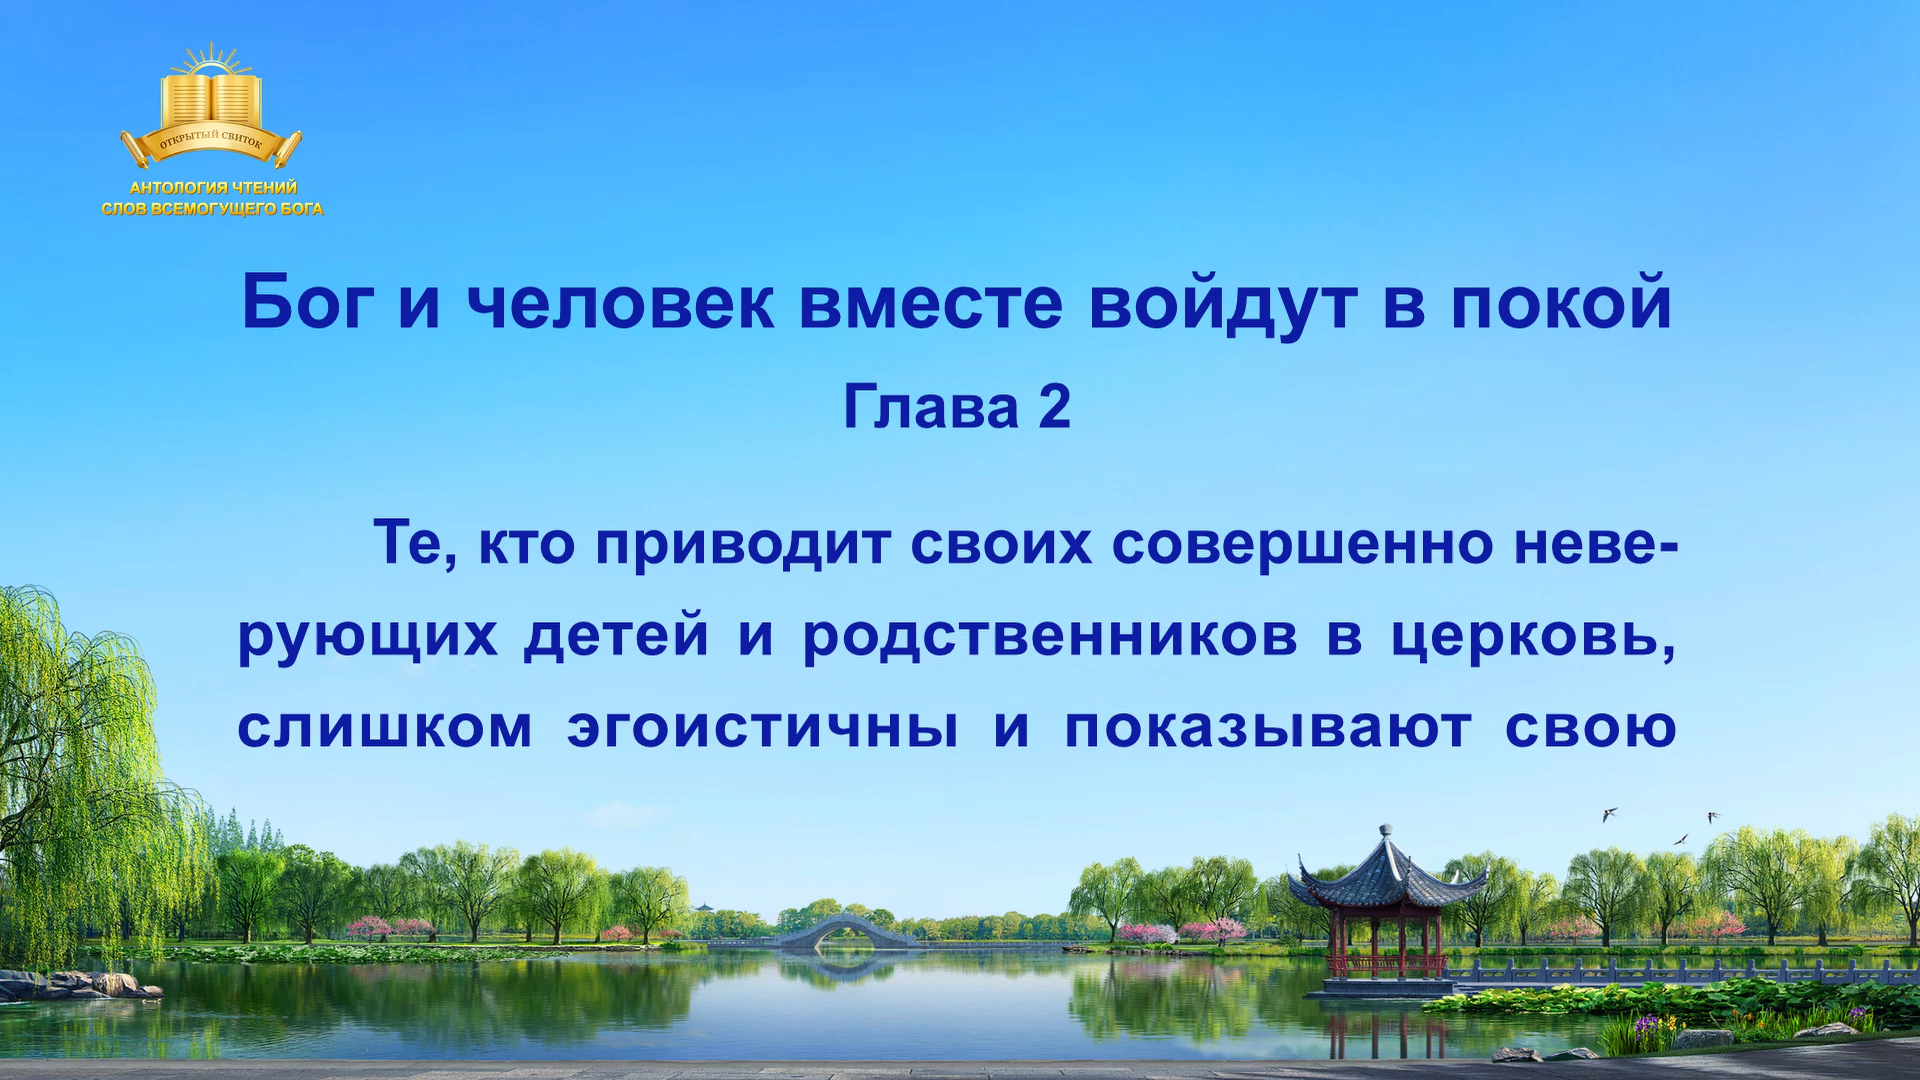 ОТКРЫТЫЙ СВИТОК
АНТОЛОГИЯ ЧТЕНИЙ
СЛОВ ВСЕМОГУЩЕГО БОГА
Бог и человек вместе войдут в покой
Глава 2
Те, кто приводит своих совершенно неве-
рующих детей и родственников в церковь,
слишком эгоистичны и показывают свою